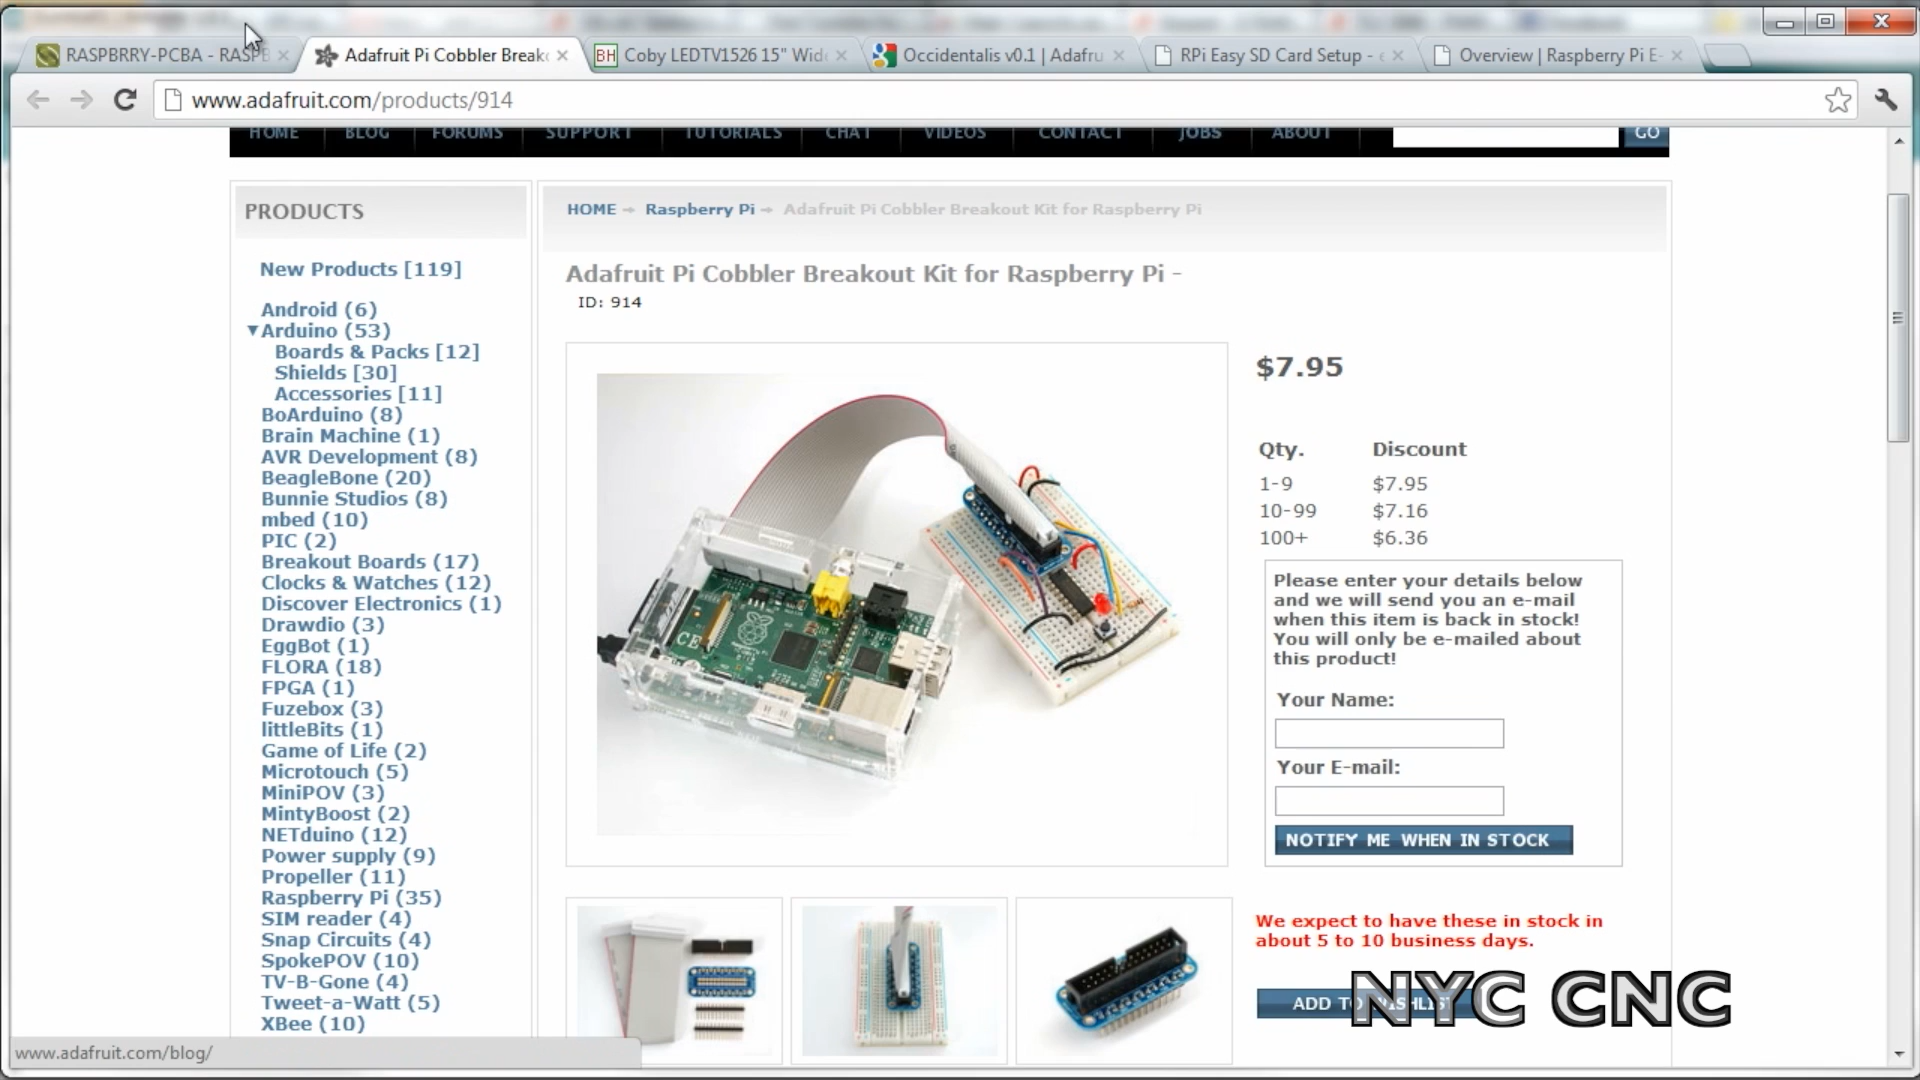 RASPBRRY-PCBA - RASPB
Adafruit Pi Cobbler Break
BH Coby LEDTV1526 15" Wid
Occidentalis v0.1 | Adafru
RPi Easy SD Card Setup - e
Overview | Raspberry Pi E-
www.adafruit.com/products/914
HOME BLOG FORUMS SUPPORT TUTORIALS CHAT VIDEOS CONTACT JOBS ABOUT GO
PRODUCTS
New Products [119]
Android (6)
Arduino (53)
Boards & Packs [12]
Shields [30]
Accessories [11]
BoArduino (8)
Brain Machine (1)
AVR Development (8)
BeagleBone (20)
Bunnie Studios (8)
mbed (10)
PIC (2)
Breakout Boards (17)
Clocks & Watches (12)
Discover Electronics (1)
Drawdio (3)
EggBot (1)
FLORA (18)
FPGA (1)
Fuzebox (3)
littleBits (1)
Game of Life (2)
Microtouch (5)
MiniPOV (3)
MintyBoost (2)
NETduino (12)
Power supply (9)
Propeller (11)
Raspberry Pi (35)
SIM reader (4)
Snap Circuits (4)
SpokePOV (10)
TV-B-Gone (4)
Tweet-a-Watt (5)
XBee (10)
HOME Raspberry Pi Adafruit Pi Cobbler Breakout Kit for Raspberry Pi
Adafruit Pi Cobbler Breakout Kit for Raspberry Pi -
ID: 914
$7.95
Qty. Discount
1-9 $7.95
10-99 $7.16
100+ $6.36
Please enter your details below
and we will send you an e-mail
when this item is back in stock!
You will only be e-mailed about
this product!
Your Name:
Your E-mail:
NOTIFY ME WHEN IN STOCK
We expect to have these in stock in
about 5 to 10 business days.
ADD TO WISHLIST
NYC CNC
www.adafruit.com/blog/